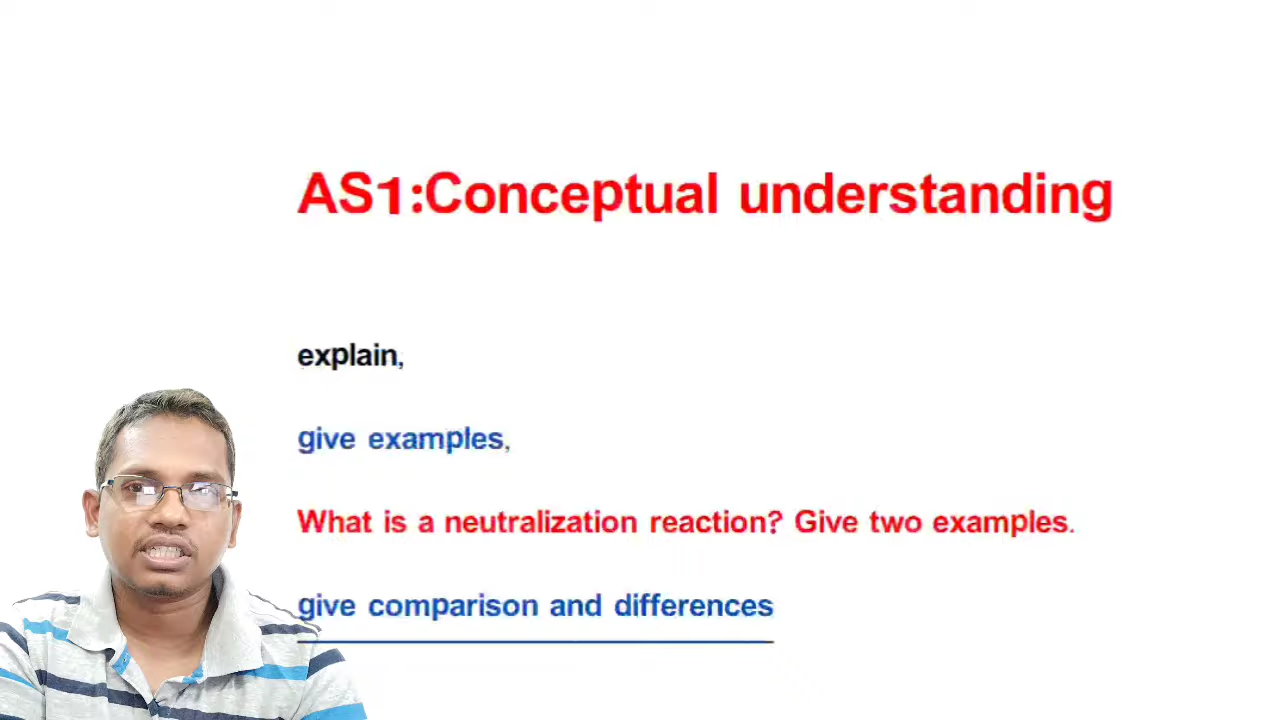 AS1:Conceptual understanding
explain,
give examples,
What is a neutralization reaction? Give two examples.
give comparison and differences